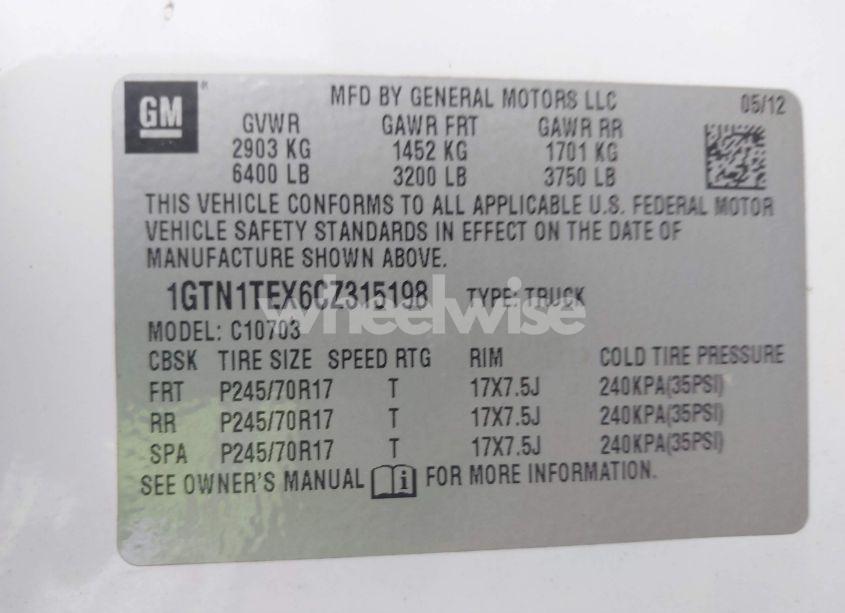 GM
MFD BY GENERAL MOTORS LLC 05/12
GVWR GAWR FRT GAWR RR
2903 KG 1452 KG 1701 KG
6400 LB 3200 LB 3750 LB
THIS VEHICLE CONFORMS TO ALL APPLICABLE U.S. FEDERAL MOTOR
VEHICLE SAFETY STANDARDS IN EFFECT ON THE DATE OF
MANUFACTURE SHOWN ABOVE.
1GTN1TEX6CZ315198 TYPE: TRUCK
wheelwise
MODEL: C10703
CBSK TIRE SIZE SPEED RTG RIM COLD TIRE PRESSURE
FRT P245/70R17 T 17X7.5J 240KPA(35PSI)
RR P245/70R17 T 17X7.5J 240KPA(35PSI)
SPA P245/70R17 T 17X7.5J 240KPA(35PSI)
SEE OWNER'S MANUAL i FOR MORE INFORMATION.